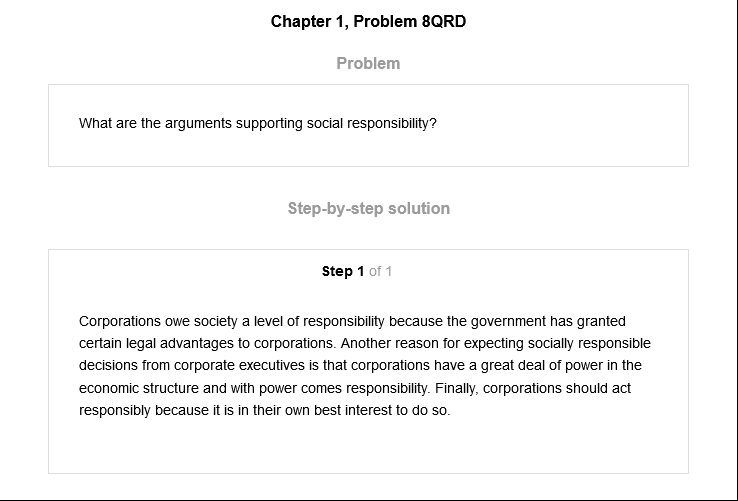 Chapter 1, Problem 8QRD
Problem
What are the arguments supporting social responsibility?
Step-by-step solution
Step 1 of 1
Corporations owe society a level of responsibility because the government has granted
certain legal advantages to corporations. Another reason for expecting socially responsible
decisions from corporate executives is that corporations have a great deal of power in the
economic structure and with power comes responsibility. Finally, corporations should act
responsibly because it is in their own best interest to do so.